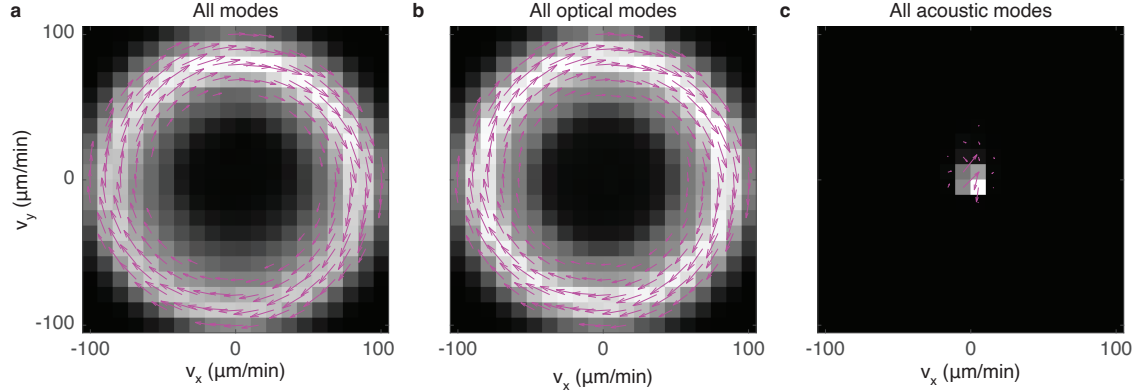 a All modes
b All optical modes
c All acoustic modes
100
0
-100
v_y (µm/min)
-100 0 100
v_x (µm/min)
-100 0 100
v_x (µm/min)
-100 0 100
v_x (µm/min)